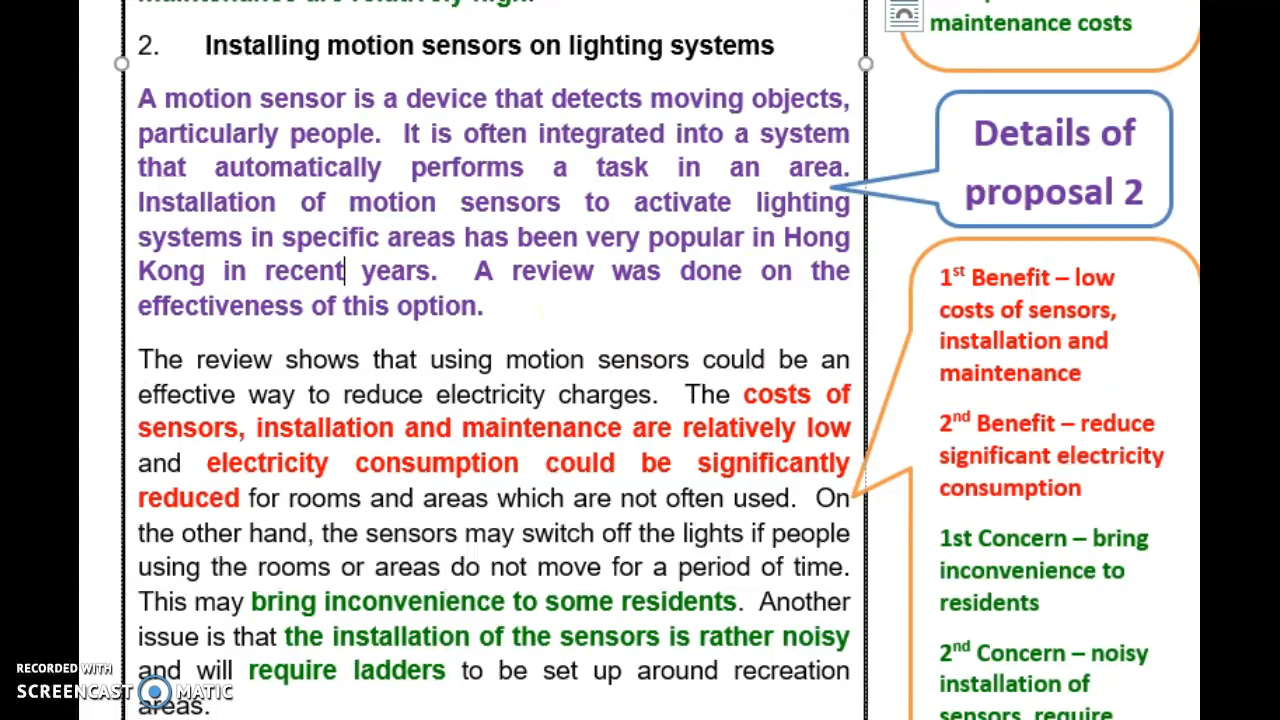 maintenance are relatively high.
2. Installing motion sensors on lighting systems
A motion sensor is a device that detects moving objects,
particularly people. It is often integrated into a system
that automatically performs a task in an area.
Installation of motion sensors to activate lighting
systems in specific areas has been very popular in Hong
Kong in recent years. A review was done on the
effectiveness of this option.
The review shows that using motion sensors could be an
effective way to reduce electricity charges. The costs of
sensors, installation and maintenance are relatively low
and electricity consumption could be significantly
reduced for rooms and areas which are not often used. On
the other hand, the sensors may switch off the lights if people
using the rooms or areas do not move for a period of time.
This may bring inconvenience to some residents. Another
issue is that the installation of the sensors is rather noisy
and will require ladders to be set up around recreation
areas.
maintenance costs
Details of
proposal 2
1st Benefit – low
costs of sensors,
installation and
maintenance
2nd Benefit – reduce
significant electricity
consumption
1st Concern – bring
inconvenience to
residents
2nd Concern – noisy
installation of
sensors, require
RECORDED WITH
SCREENCAST MATIC